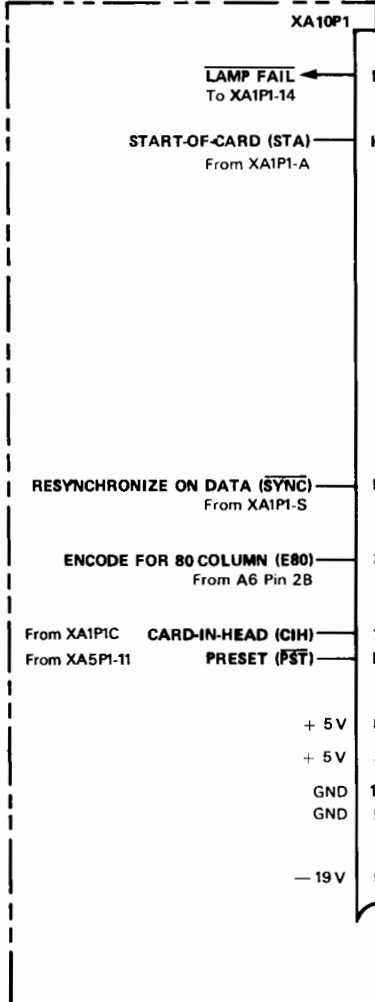 XA10P1
LAMP FAIL
To XA1P1-14
START-OF-CARD (STA)
From XA1P1-A
RESYNCHRONIZE ON DATA (SYNC)
From XA1P1-S
ENCODE FOR 80 COLUMN (E80)
From A6 Pin 2B
From XA1P1C CARD-IN-HEAD (CIH)
From XA5P1-11 PRESET (PST)
+ 5 V
+ 5 V
GND
GND
— 19 V